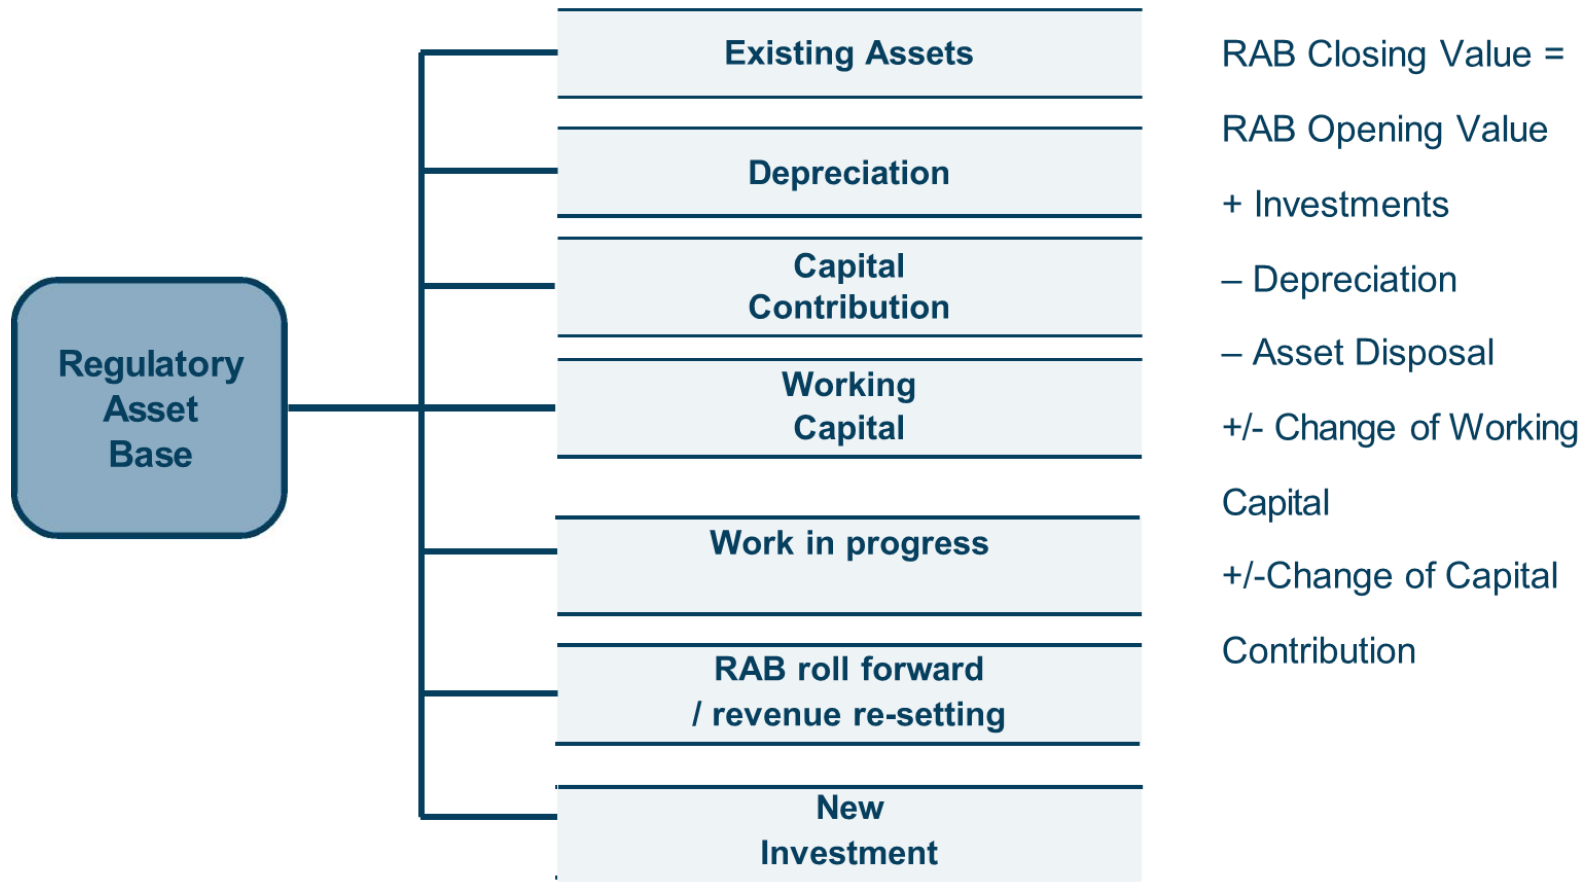 Regulatory
Asset
Base
Existing Assets
Depreciation
Capital
Contribution
Working
Capital
Work in progress
RAB roll forward
/ revenue re-setting
New
Investment
RAB Closing Value =
RAB Opening Value
+ Investments
– Depreciation
– Asset Disposal
+/- Change of Working
Capital
+/-Change of Capital
Contribution